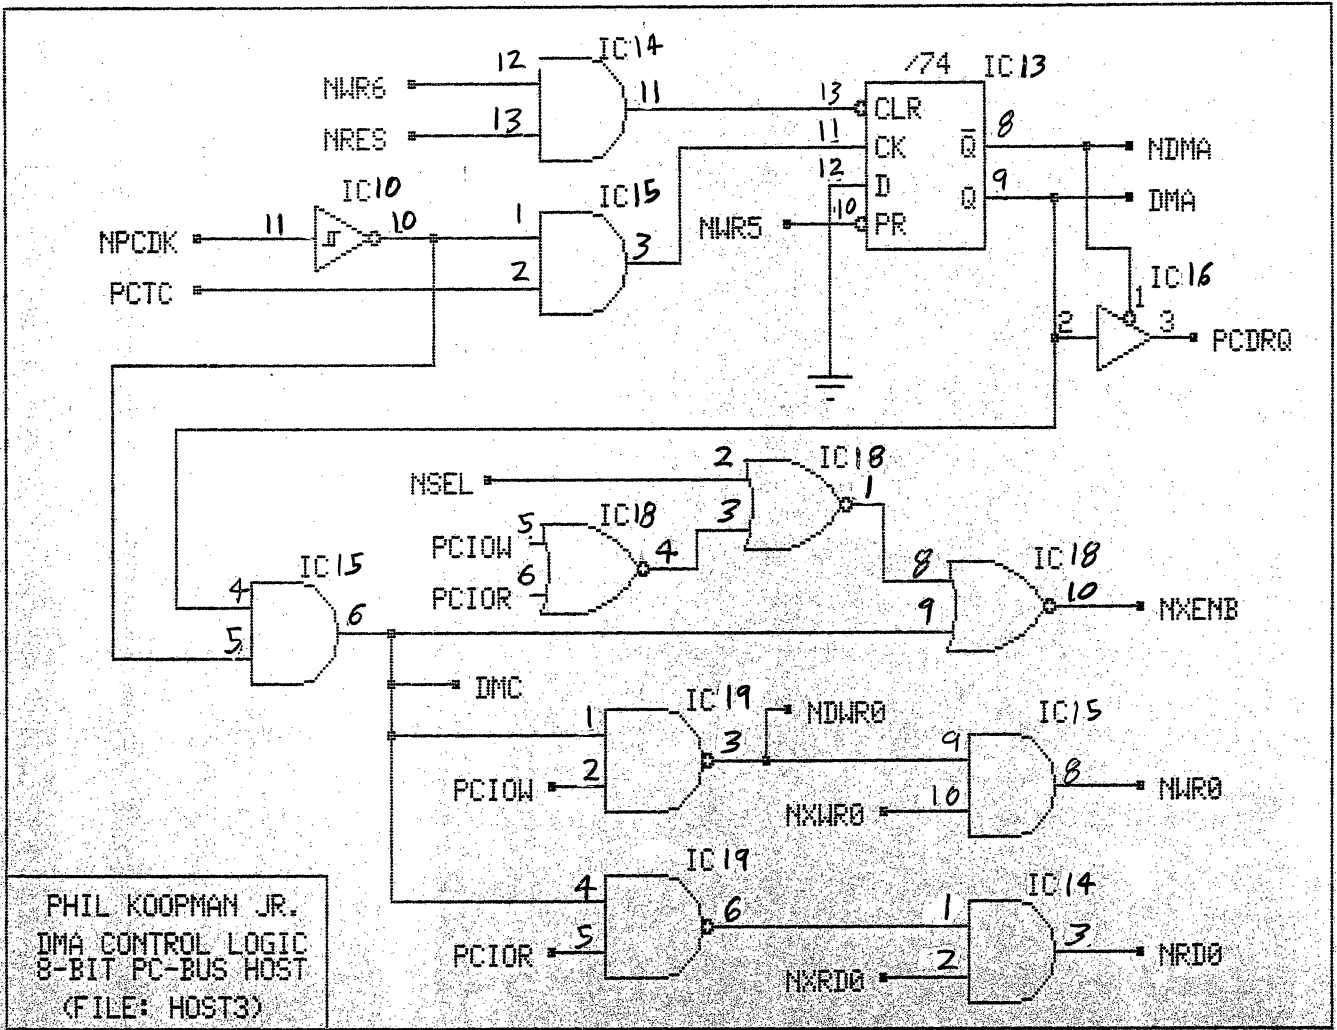 IC14
12
NWR6
11
13
NRES
/74 IC13
13 CLR
11 CK Q 8 NDMA
12 D Q 9 DMA
10 PR
NWR5
IC10
NPCDK 11 10
IC15
1
3
PCTC 2
IC16
1
2 3 PCDRQ
IC18
NSEL 2
1
3
IC18
PCIOW 5
4
PCIOR 6
IC18
8
10 NXENB
9
IC15
4
6
5
DMC
IC19
1
3 NDWR0
PCIOW 2
IC15
9
8 NWR0
NXWR0 10
IC19
4
6
PCIOR 5
IC14
1
3 NRD0
NXRD0 2
PHIL KOOPMAN JR.
DMA CONTROL LOGIC
8-BIT PC-BUS HOST
(FILE: HOST3)